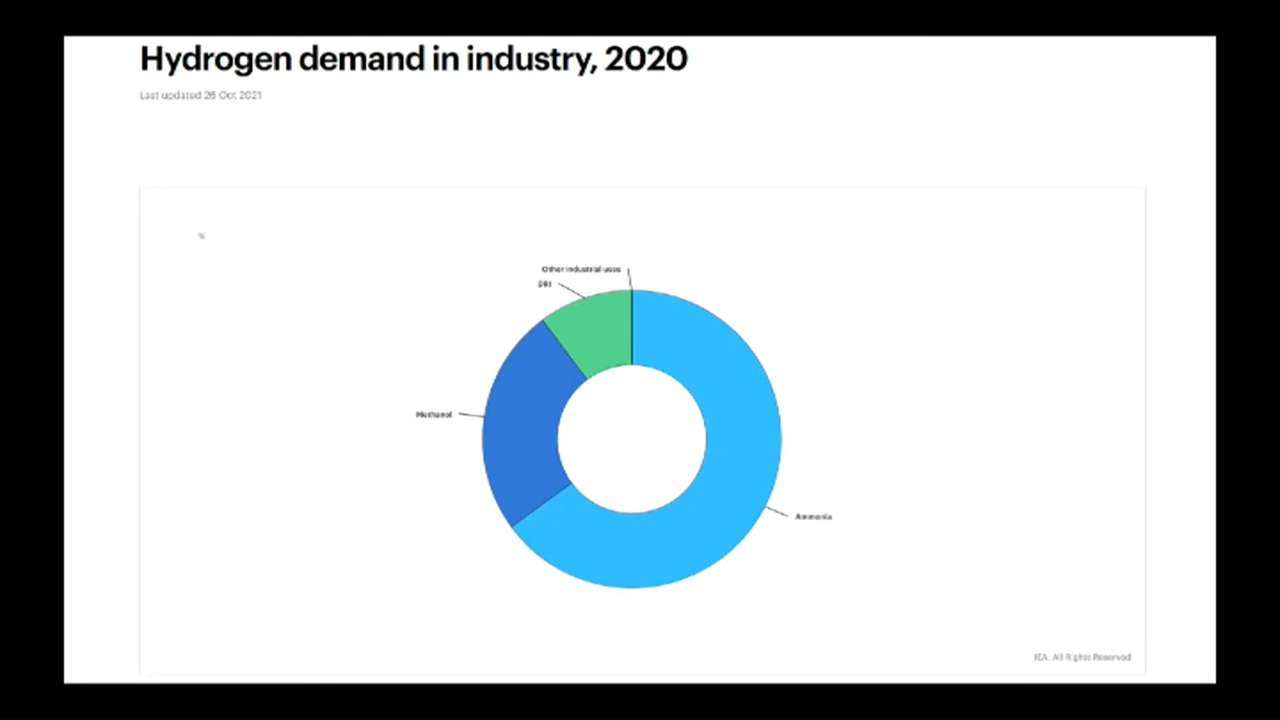 Hydrogen demand in industry, 2020
Last updated 26 Oct 2021
%
Other industrial uses
DRI
Methanol
Ammonia
IEA. All Rights Reserved